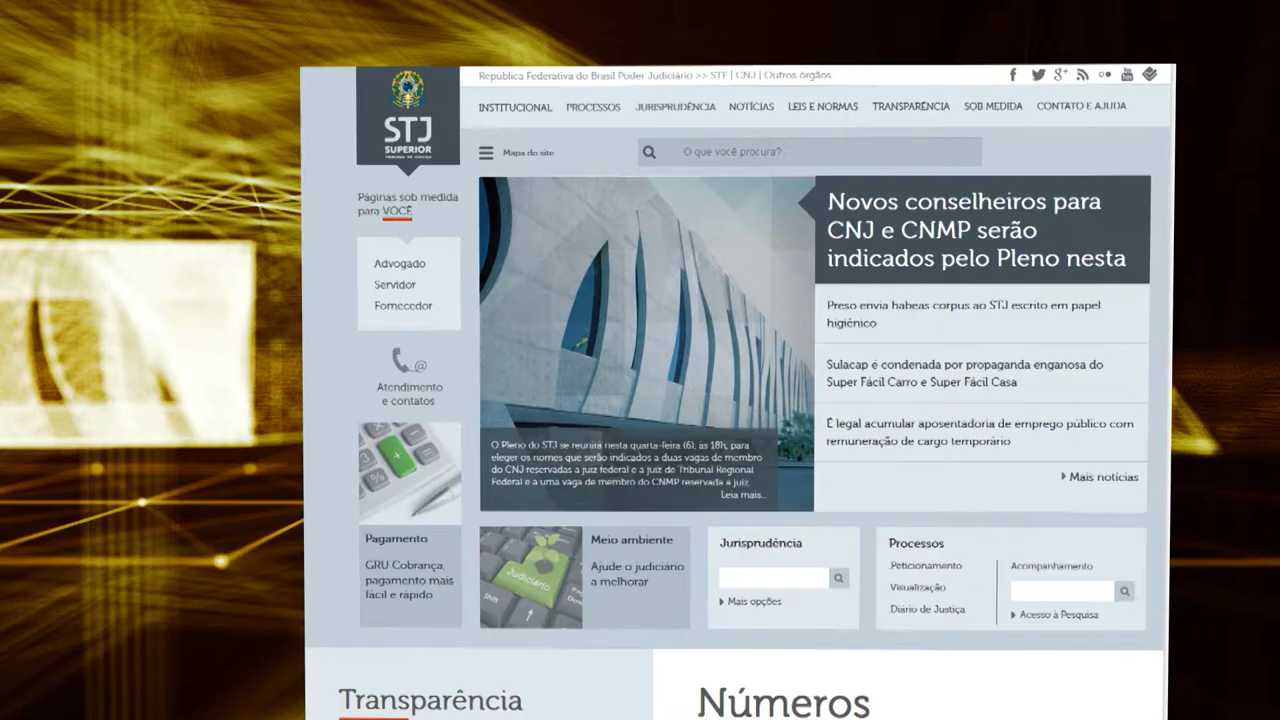 República Federativa do Brasil Poder Judiciário >> STF | CNJ | Outros órgãos
STJ
SUPERIOR
TRIBUNAL DE JUSTIÇA
INSTITUCIONAL PROCESSOS JURISPRUDÊNCIA NOTÍCIAS LEIS E NORMAS TRANSPARÊNCIA SOB MEDIDA CONTATO E AJUDA
Mapa do site
O que você procura?
Páginas sob medida
para VOCÊ
Advogado
Servidor
Fornecedor
Atendimento
e contatos
Novos conselheiros para
CNJ e CNMP serão
indicados pelo Pleno nesta
Preso envia habeas corpus ao STJ escrito em papel
higiênico
Sulacap é condenada por propaganda enganosa do
Super Fácil Carro e Super Fácil Casa
É legal acumular aposentadoria de emprego público com
remuneração de cargo temporário
Mais notícias
O Pleno do STJ se reunirá nesta quarta-feira (6), às 18h, para
eleger os nomes que serão indicados a duas vagas de membro
do CNJ reservadas a juiz federal e a juiz de Tribunal Regional
Federal e a uma vaga de membro do CNMP reservada a juiz.
Leia mais...
Pagamento
GRU Cobrança,
pagamento mais
fácil e rápido
Judiciário
Shift
Meio ambiente
Ajude o judiciário
a melhorar
Jurisprudência
Mais opções
Processos
Peticionamento
Visualização
Diário de Justiça
Acompanhamento
Acesso à Pesquisa
Transparência
Números